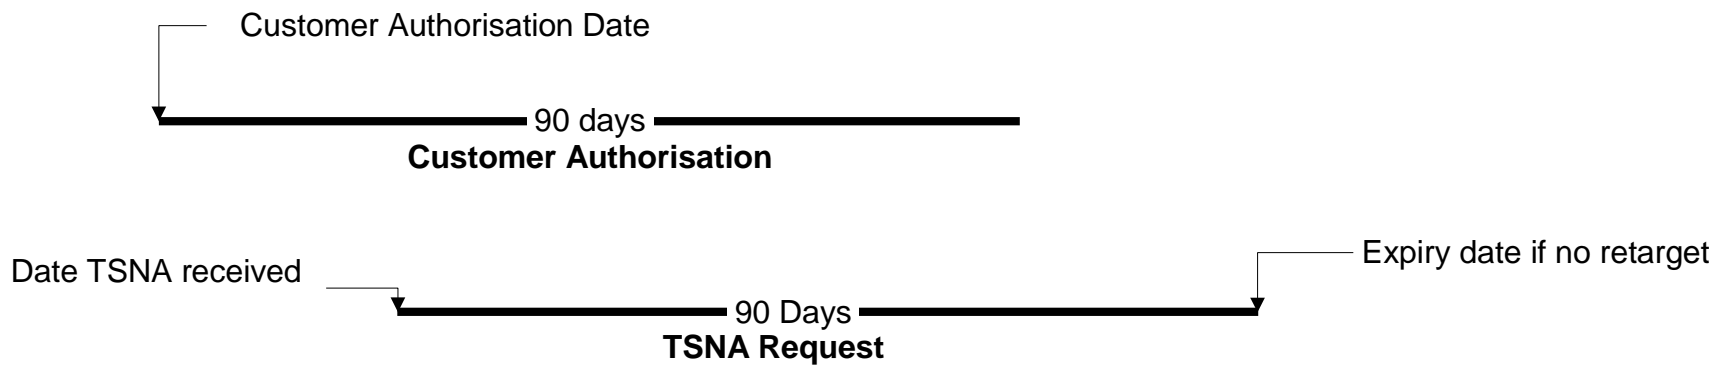 Customer Authorisation Date
90 days
Customer Authorisation
Expiry date if no retarget
Date TSNA received
90 Days
TSNA Request